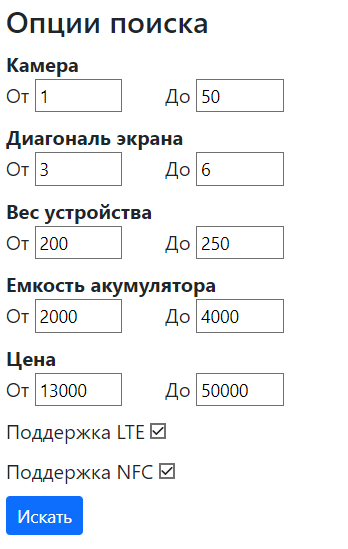 Опции поиска
Камера
От 1 До 50
Диагональ экрана
От 3 До 6
Вес устройства
От 200 До 250
Емкость акумулятора
От 2000 До 4000
Цена
От 13000 До 50000
Поддержка LTE
Поддержка NFC
Искать